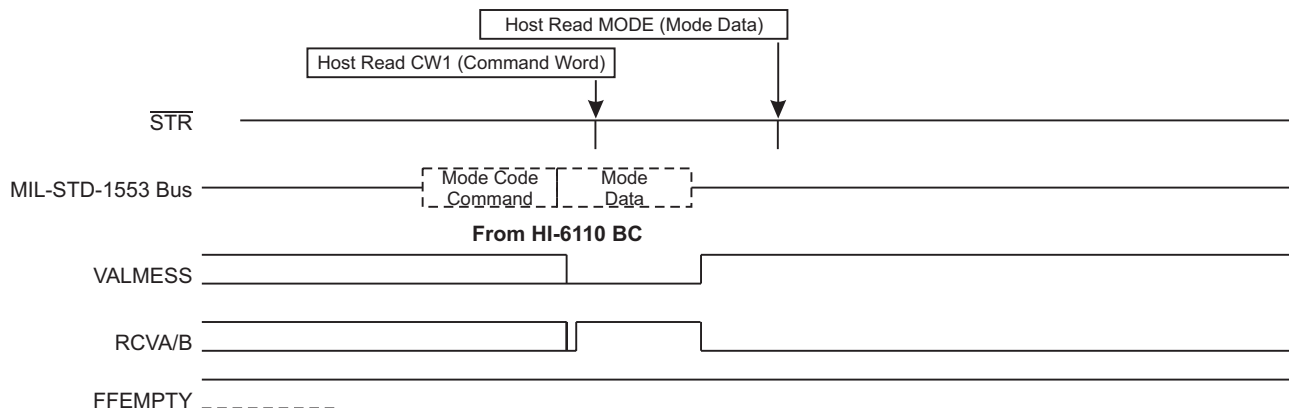 Host Read MODE (Mode Data)
Host Read CW1 (Command Word)
STR
MIL-STD-1553 Bus
Mode Code
Command
Mode
Data
From HI-6110 BC
VALMESS
RCVA/B
FFEMPTY